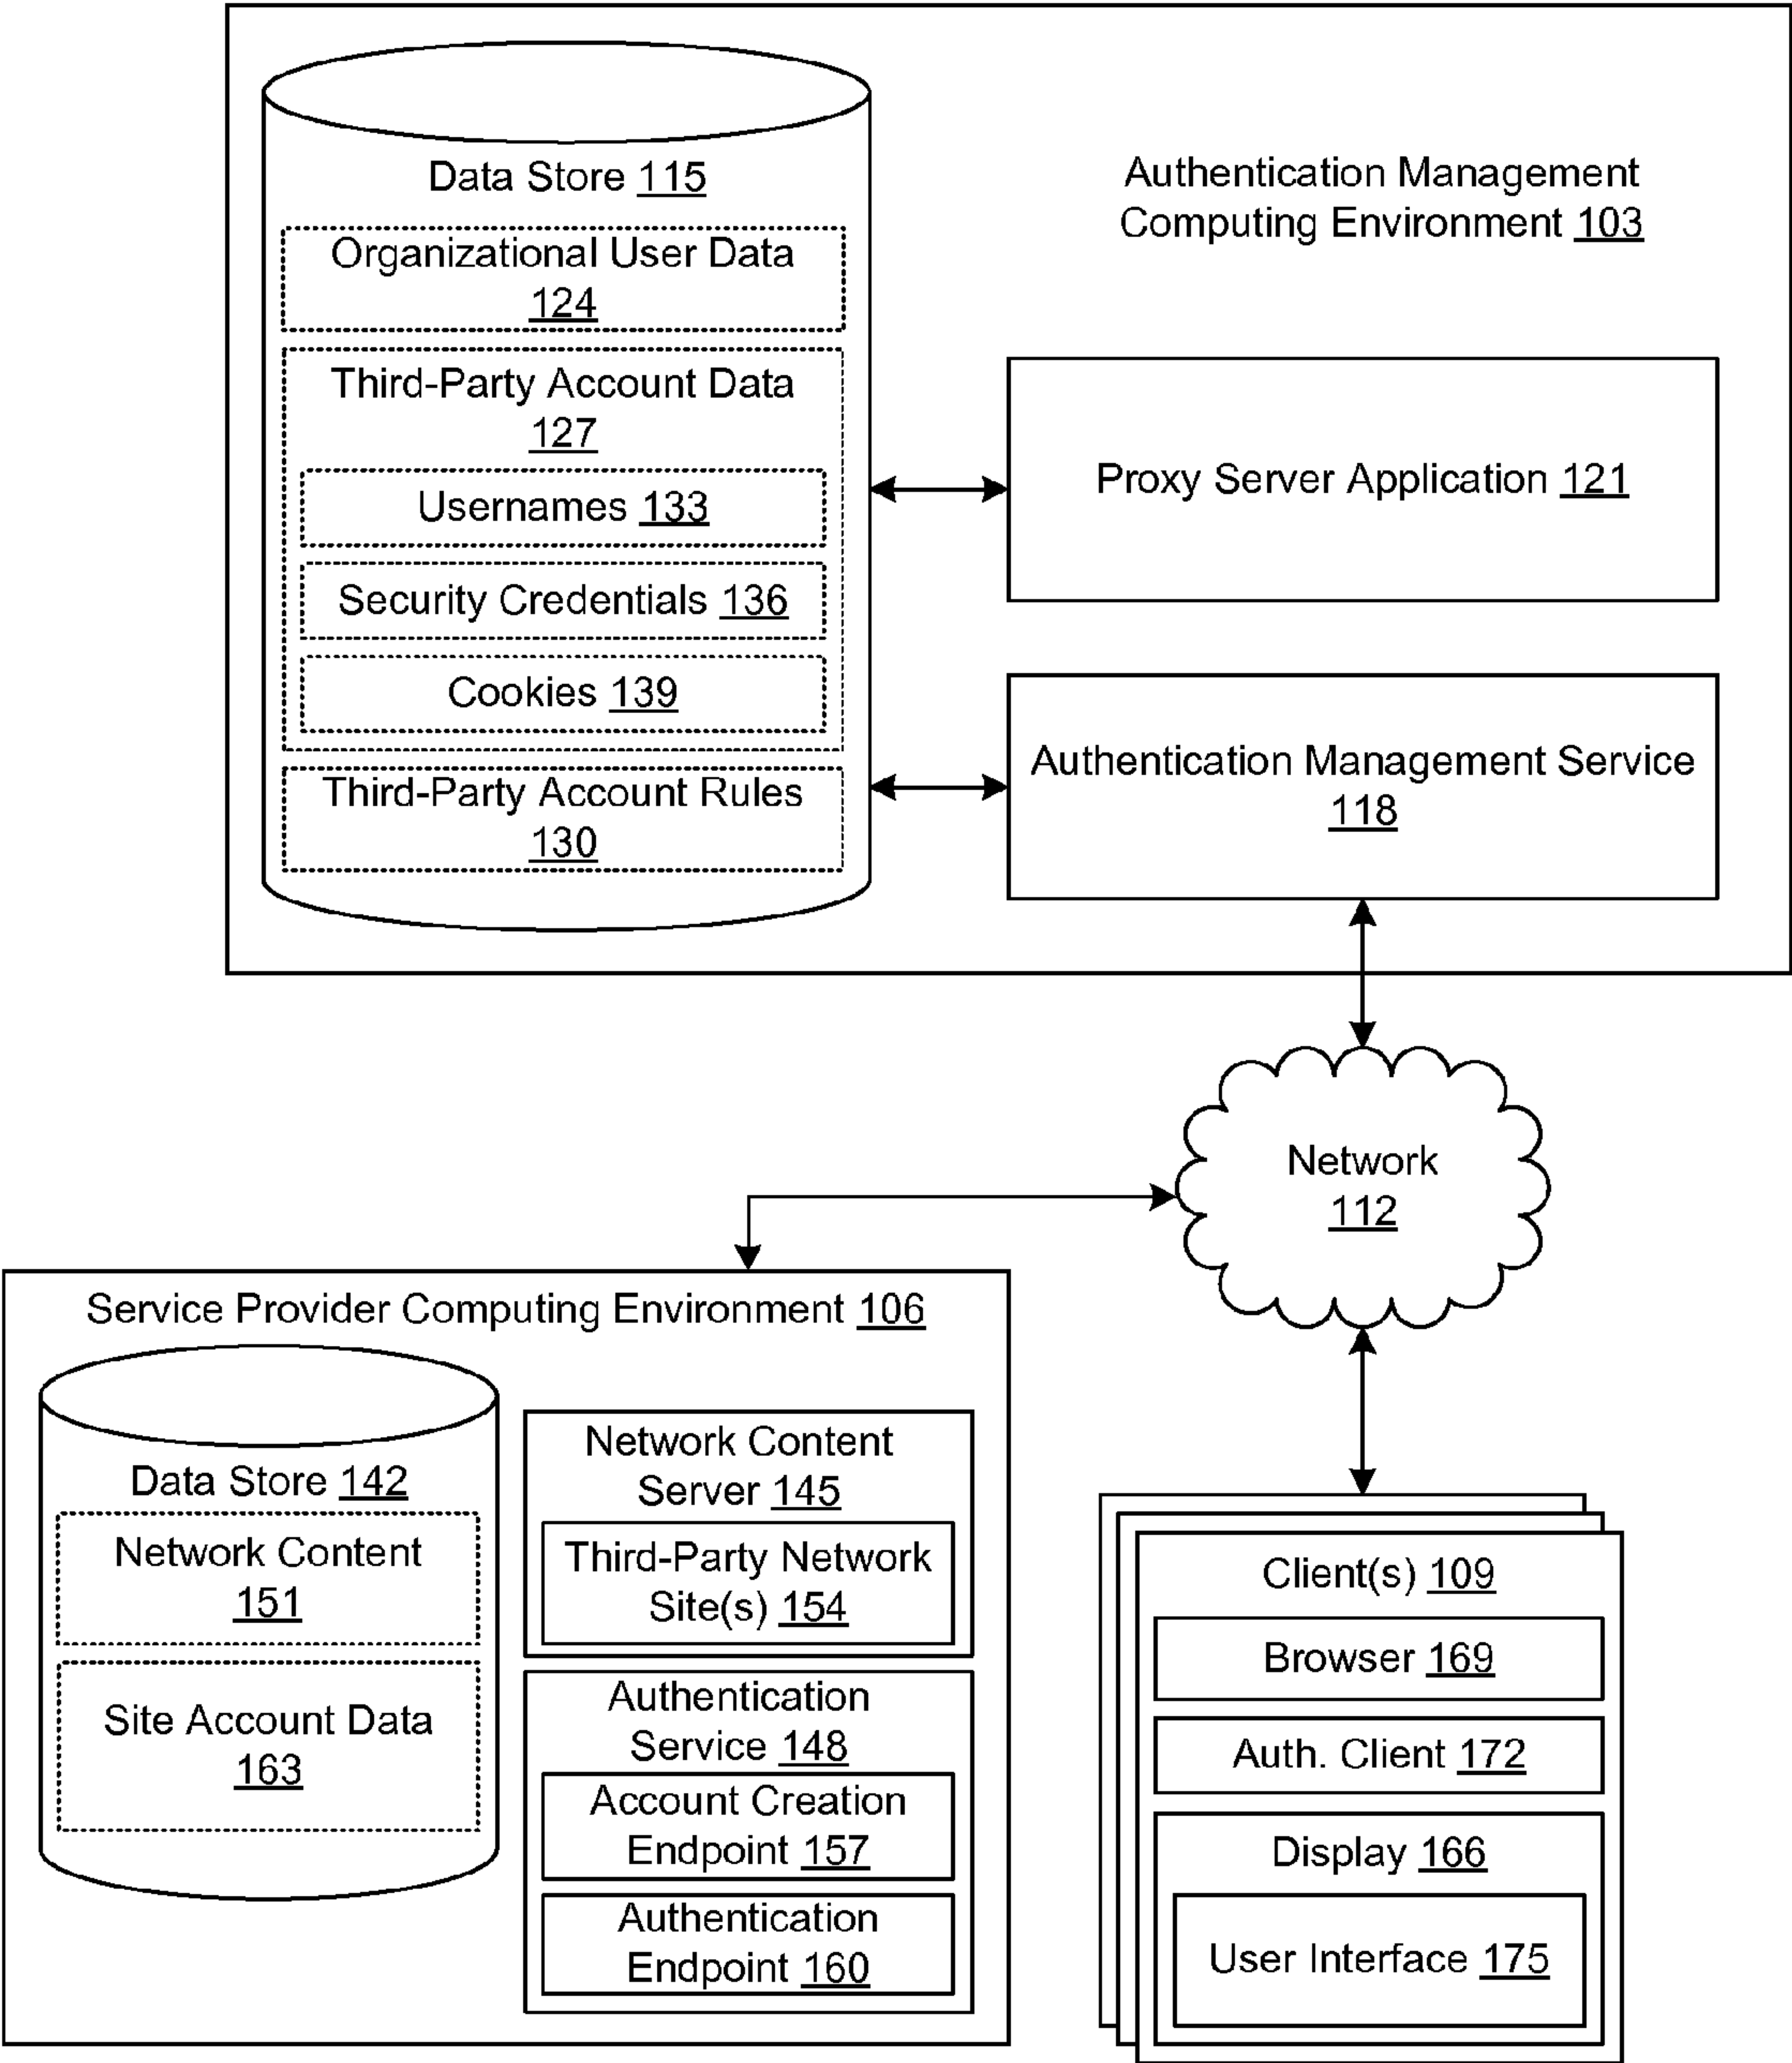 Data Store 115
Organizational User Data
124
Third-Party Account Data
127
Usernames 133
Security Credentials 136
Cookies 139
Third-Party Account Rules
130
Authentication Management
Computing Environment 103
Proxy Server Application 121
Authentication Management Service
118
Network
112
Service Provider Computing Environment 106
Data Store 142
Network Content
151
Site Account Data
163
Network Content
Server 145
Third-Party Network
Site(s) 154
Authentication
Service 148
Account Creation
Endpoint 157
Authentication
Endpoint 160
Client(s) 109
Browser 169
Auth. Client 172
Display 166
User Interface 175